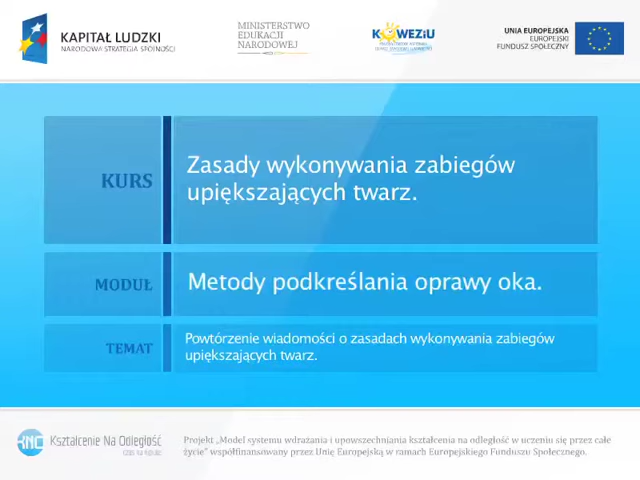 KAPITAŁ LUDZKI
NARODOWA STRATEGIA SPÓJNOŚCI
MINISTERSTWO
EDUKACJI
NARODOWEJ
KOWEZiU
UNIA EUROPEJSKA
EUROPEJSKI
FUNDUSZ SPOŁECZNY
KURS
Zasady wykonywania zabiegów
upiększających twarz.
MODUŁ
Metody podkreślania oprawy oka.
TEMAT
Powtórzenie wiadomości o zasadach wykonywania zabiegów
upiększających twarz.
KNO
Kształcenie Na Odległość
Projekt „Model systemu wdrażania i upowszechniania kształcenia na odległość w uczeniu się przez całe
życie” współfinansowany przez Unię Europejską w ramach Europejskiego Funduszu Społecznego.